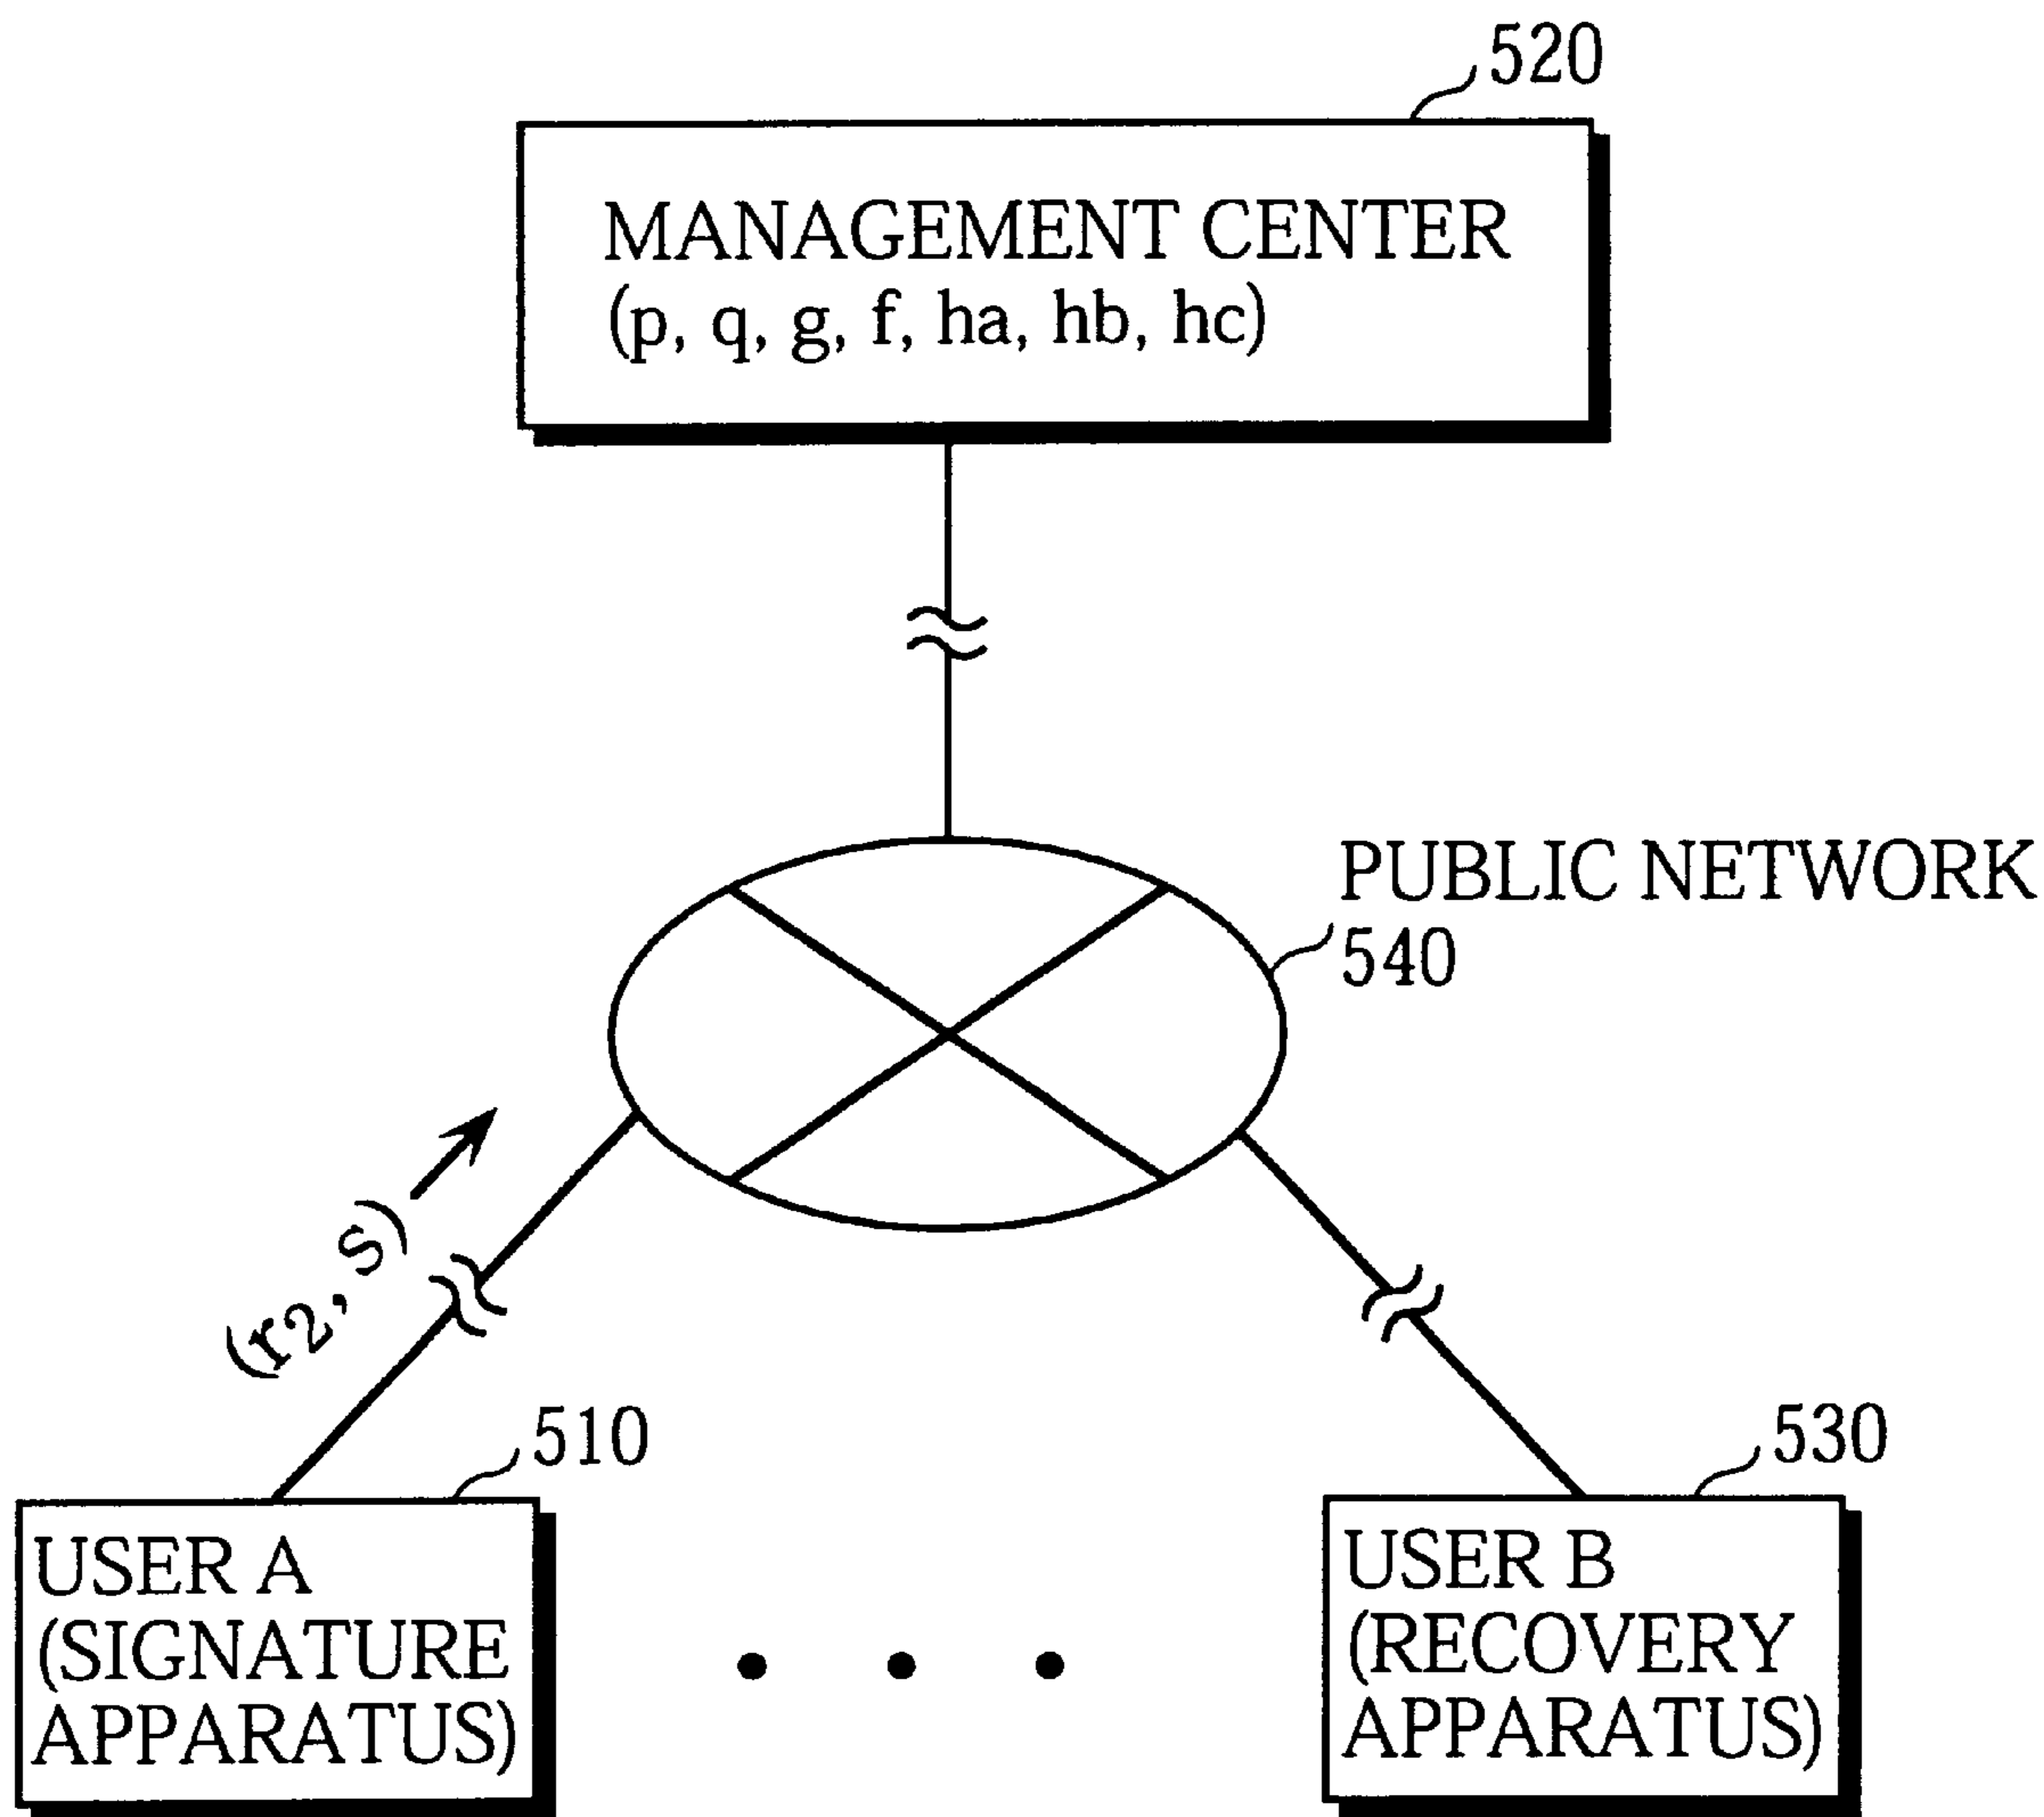 520
MANAGEMENT CENTER
(p, q, g, f, ha, hb, hc)
PUBLIC NETWORK
540
(r₂, s)
510
USER A
(SIGNATURE
APPARATUS)
530
USER B
(RECOVERY
APPARATUS)